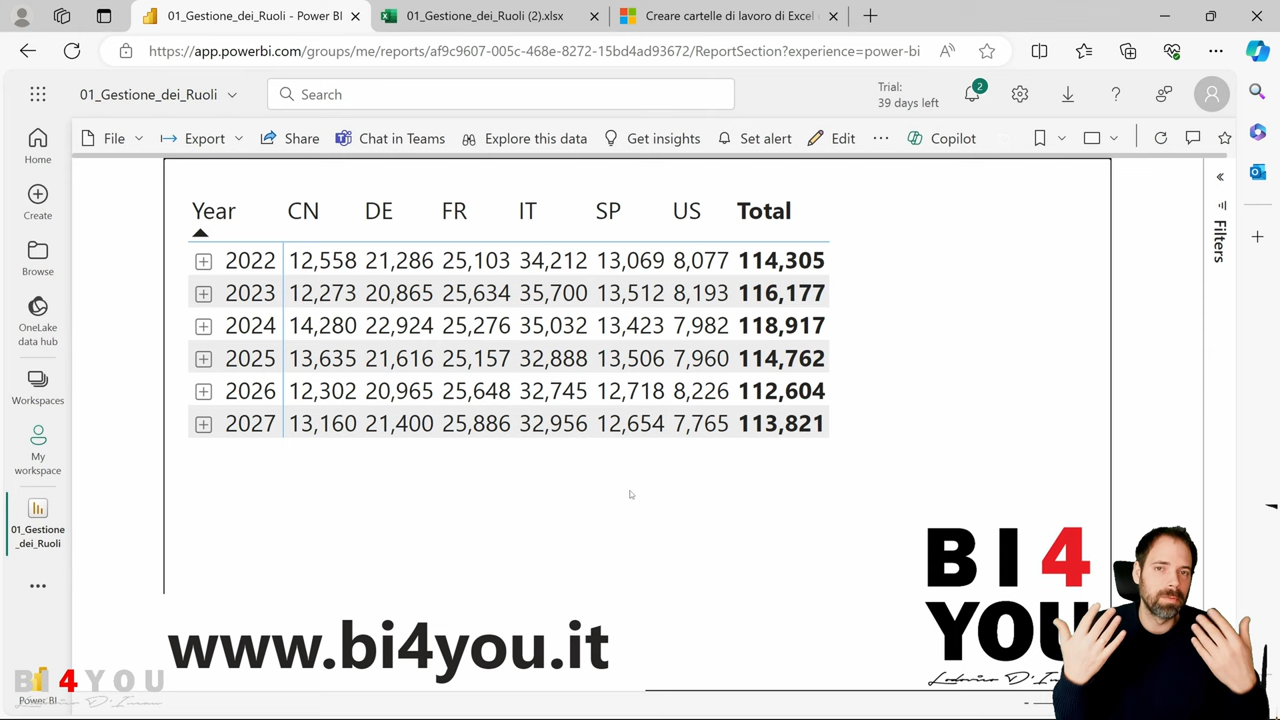 01_Gestione_dei_Ruoli - Power BI
01_Gestione_dei_Ruoli (2).xlsx
Creare cartelle di lavoro di Excel
https://app.powerbi.com/groups/me/reports/af9c9607-005c-468e-8272-15bd4ad93672/ReportSection?experience=power-bi
01_Gestione_dei_Ruoli
Search
Trial:
39 days left
2
File
Export
Share
Chat in Teams
Explore this data
Get insights
Set alert
Edit
Copilot
Home
Create
Browse
OneLake
data hub
Workspaces
My
workspace
01_Gestione
_dei_Ruoli
Power BI
Filters
Year CN DE FR IT SP US Total
2022 12,558 21,286 25,103 34,212 13,069 8,077 114,305
2023 12,273 20,865 25,634 35,700 13,512 8,193 116,177
2024 14,280 22,924 25,276 35,032 13,423 7,982 118,917
2025 13,635 21,616 25,157 32,888 13,506 7,960 114,762
2026 12,302 20,965 25,648 32,745 12,718 8,226 112,604
2027 13,160 21,400 25,886 32,956 12,654 7,765 113,821
www.bi4you.it
BI4
YOU
4YOU